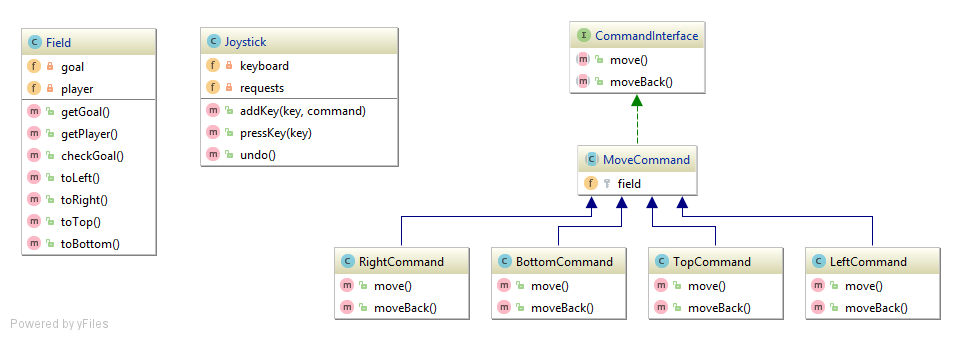 Field
goal
player
getGoal()
getPlayer()
checkGoal()
toLeft()
toRight()
toTop()
toBottom()
Joystick
keyboard
requests
addKey(key, command)
pressKey(key)
undo()
CommandInterface
move()
moveBack()
MoveCommand
field
RightCommand
move()
moveBack()
BottomCommand
move()
moveBack()
TopCommand
move()
moveBack()
LeftCommand
move()
moveBack()
Powered by yFiles